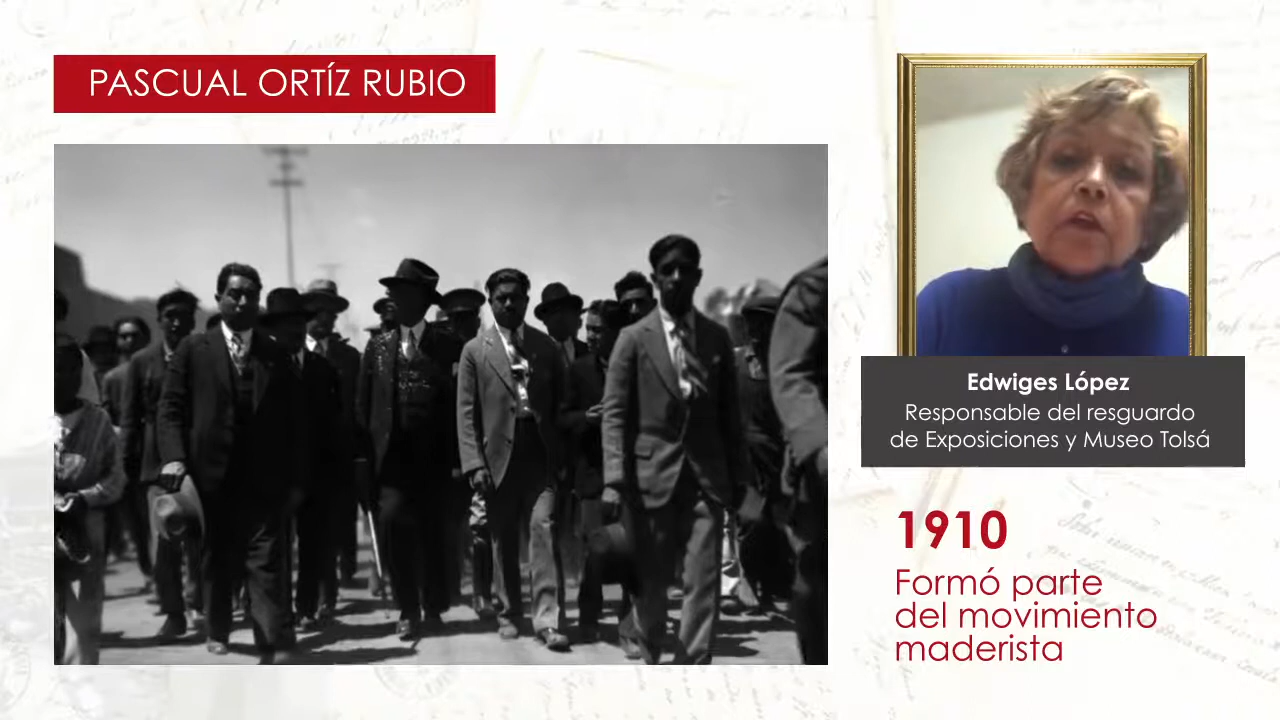 PASCUAL ORTÍZ RUBIO
Edwiges López
Responsable del resguardo
de Exposiciones y Museo Tolsá
1910
Formó parte
del movimiento
maderista